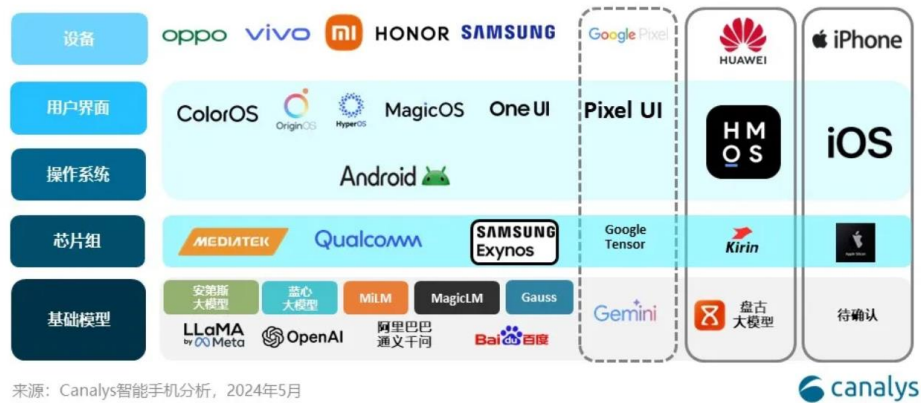 设备
oppo
vivo
mi
HONOR
SAMSUNG
Google Pixel
HUAWEI
iPhone
用户界面
ColorOS
OriginOS
HyperOS
MagicOS
One UI
Pixel UI
HM
OS
iOS
操作系统
Android
芯片组
MEDIATEK
Qualcomm
SAMSUNG
Exynos
Google
Tensor
Kirin
Apple Silicon
基础模型
安第斯
大模型
蓝心
大模型
MiLM
MagicLM
Gauss
Gemini
盘古
大模型
待确认
LLaMA
by Meta
OpenAI
阿里巴巴
通义千问
Baidu百度
来源：Canalys智能手机分析，2024年5月
canalys